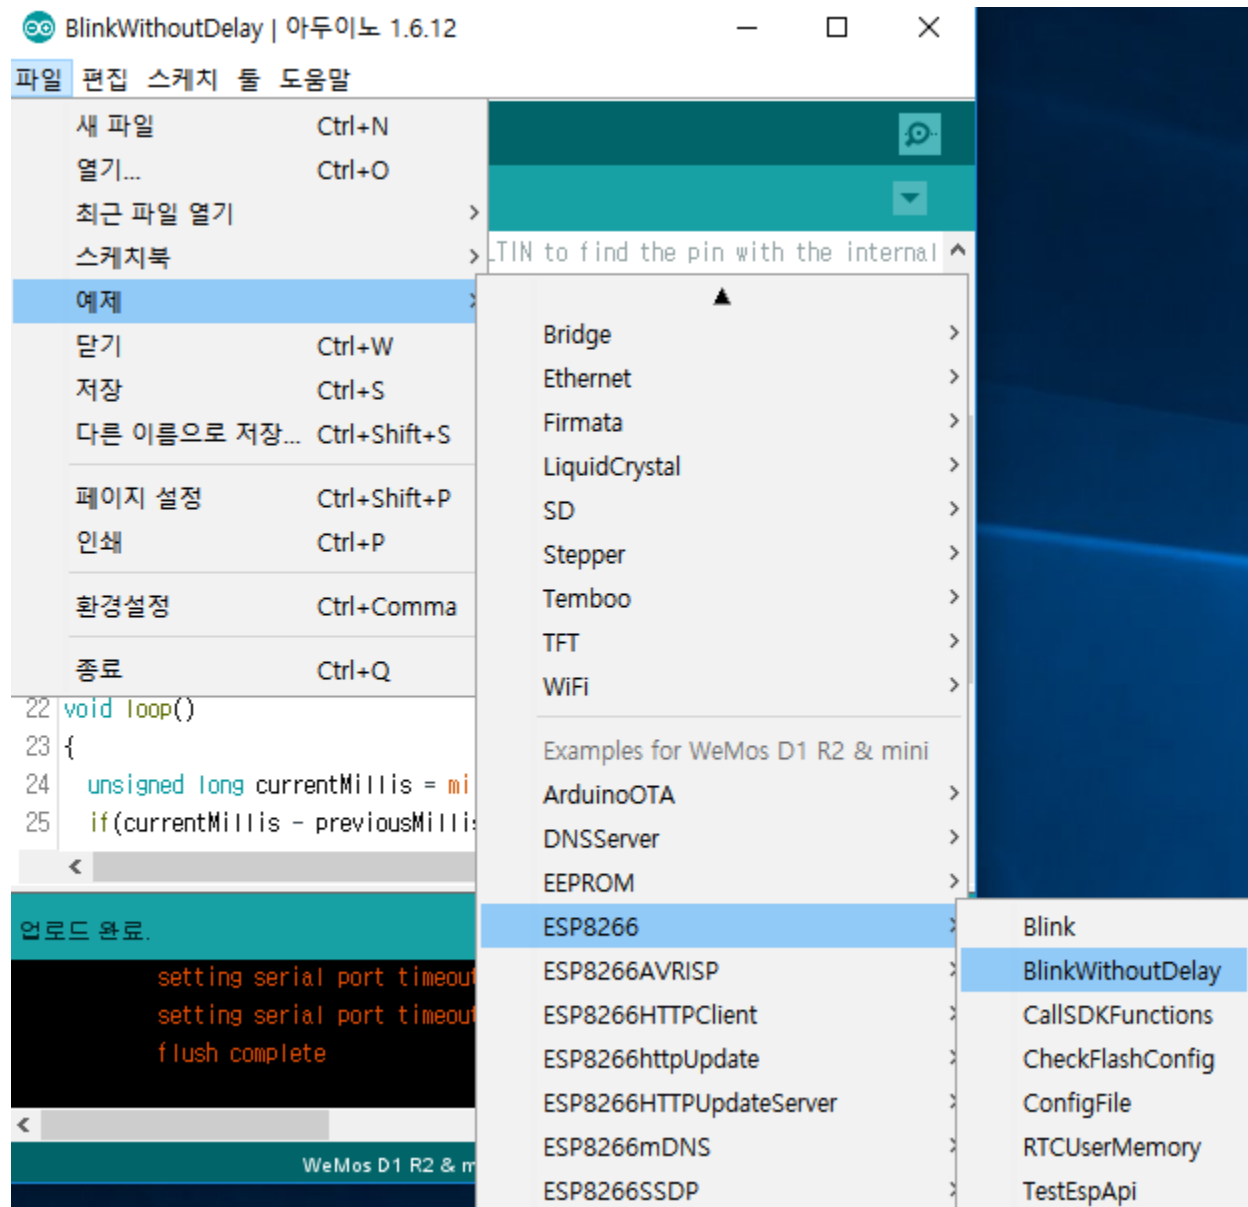 BlinkWithoutDelay | 아두이노 1.6.12
파일 편집 스케치 툴 도움말
새 파일 Ctrl+N
열기... Ctrl+O
최근 파일 열기
스케치북
예제
닫기 Ctrl+W
저장 Ctrl+S
다른 이름으로 저장... Ctrl+Shift+S
페이지 설정 Ctrl+Shift+P
인쇄 Ctrl+P
환경설정 Ctrl+Comma
종료 Ctrl+Q
LTIN to find the pin with the internal
Bridge
Ethernet
Firmata
LiquidCrystal
SD
Stepper
Temboo
TFT
WiFi
Examples for WeMos D1 R2 & mini
ArduinoOTA
DNSServer
EEPROM
ESP8266
ESP8266AVRISP
ESP8266HTTPClient
ESP8266httpUpdate
ESP8266HTTPUpdateServer
ESP8266mDNS
ESP8266SSDP
Blink
BlinkWithoutDelay
CallSDKFunctions
CheckFlashConfig
ConfigFile
RTCUserMemory
TestEspApi
22 void loop()
23 {
24 unsigned long currentMillis = mi
25 if(currentMillis - previousMillis
업로드 완료.
setting serial port timeou
setting serial port timeou
flush complete
WeMos D1 R2 & m